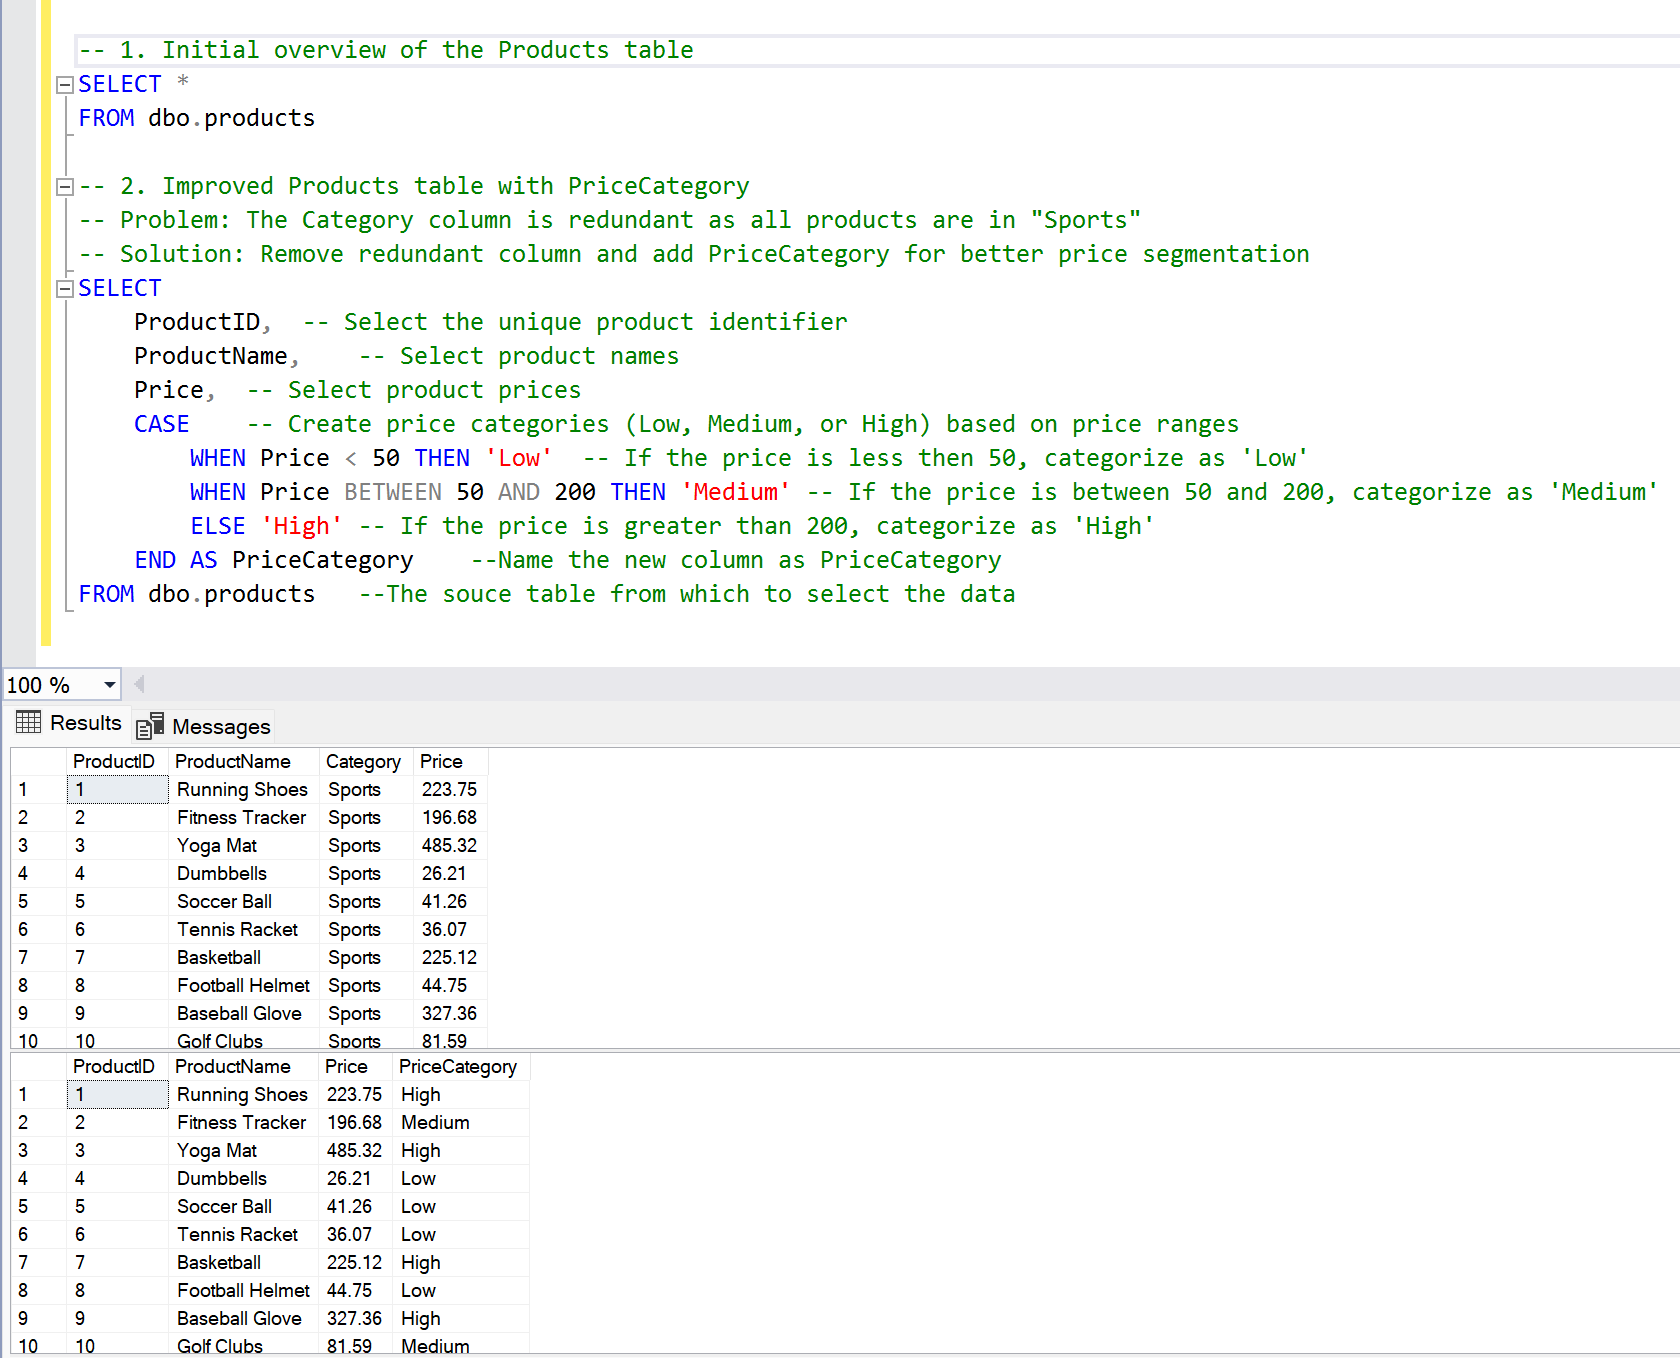 -- 1. Initial overview of the Products table
SELECT *
FROM dbo.products
-- 2. Improved Products table with PriceCategory
-- Problem: The Category column is redundant as all products are in "Sports"
-- Solution: Remove redundant column and add PriceCategory for better price segmentation
SELECT
ProductID,  -- Select the unique product identifier
ProductName,    -- Select product names
Price,  -- Select product prices
CASE    -- Create price categories (Low, Medium, or High) based on price ranges
WHEN Price < 50 THEN 'Low'  -- If the price is less then 50, categorize as 'Low'
WHEN Price BETWEEN 50 AND 200 THEN 'Medium' -- If the price is between 50 and 200, categorize as 'Medium'
ELSE 'High' -- If the price is greater than 200, categorize as 'High'
END AS PriceCategory    --Name the new column as PriceCategory
FROM dbo.products   --The souce table from which to select the data
100 %
Results Messages
ProductID ProductName Category Price
1 1 Running Shoes Sports 223.75
2 2 Fitness Tracker Sports 196.68
3 3 Yoga Mat Sports 485.32
4 4 Dumbbells Sports 26.21
5 5 Soccer Ball Sports 41.26
6 6 Tennis Racket Sports 36.07
7 7 Basketball Sports 225.12
8 8 Football Helmet Sports 44.75
9 9 Baseball Glove Sports 327.36
10 10 Golf Clubs Sports 81.59
ProductID ProductName Price PriceCategory
1 1 Running Shoes 223.75 High
2 2 Fitness Tracker 196.68 Medium
3 3 Yoga Mat 485.32 High
4 4 Dumbbells 26.21 Low
5 5 Soccer Ball 41.26 Low
6 6 Tennis Racket 36.07 Low
7 7 Basketball 225.12 High
8 8 Football Helmet 44.75 Low
9 9 Baseball Glove 327.36 High
10 10 Golf Clubs 81.59 Medium